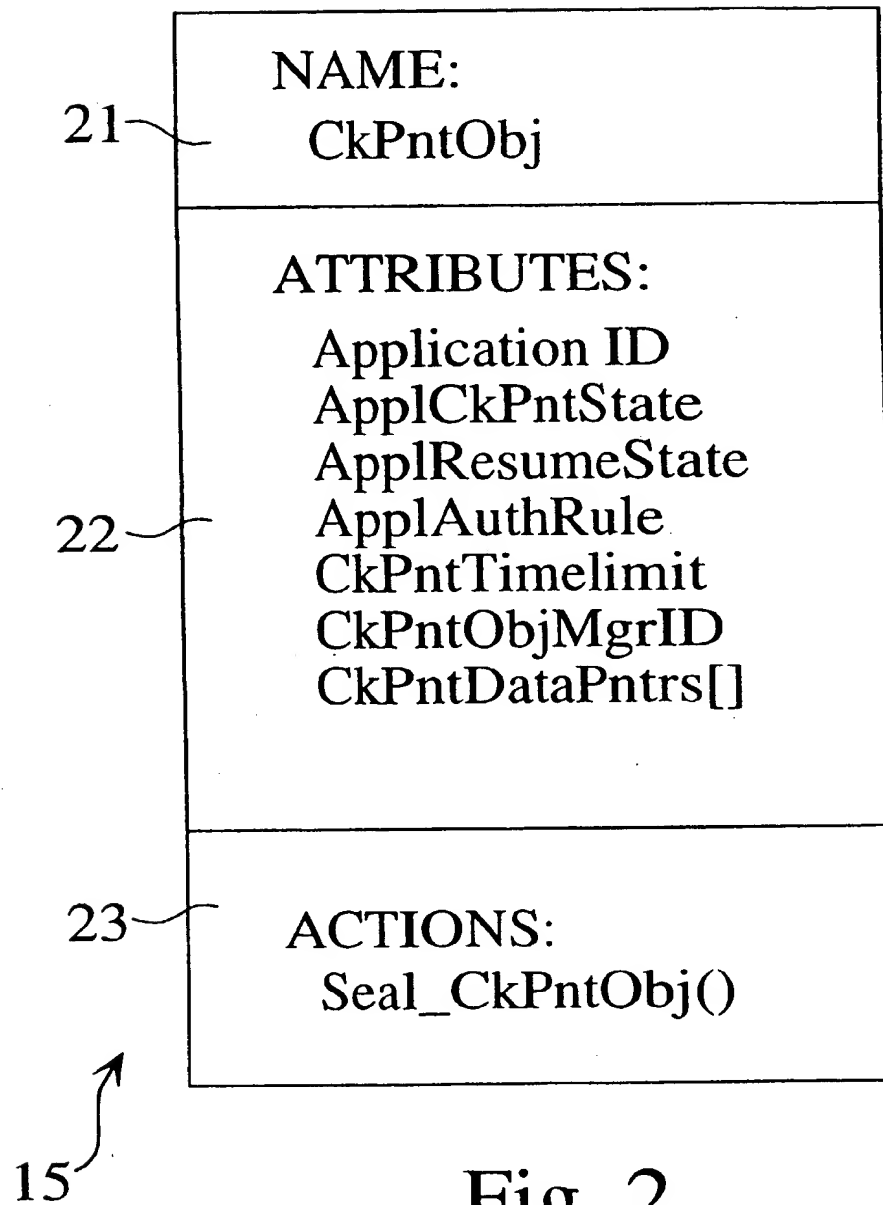 NAME:
CkPntObj
21
ATTRIBUTES:
Application ID
ApplCkPntState
ApplResumeState
ApplAuthRule
22
CkPntTimelimit
CkPntObjMgrID
CkPntDataPntrs[]
23
ACTIONS:
Seal_CkPntObj()
15
Fig. 2